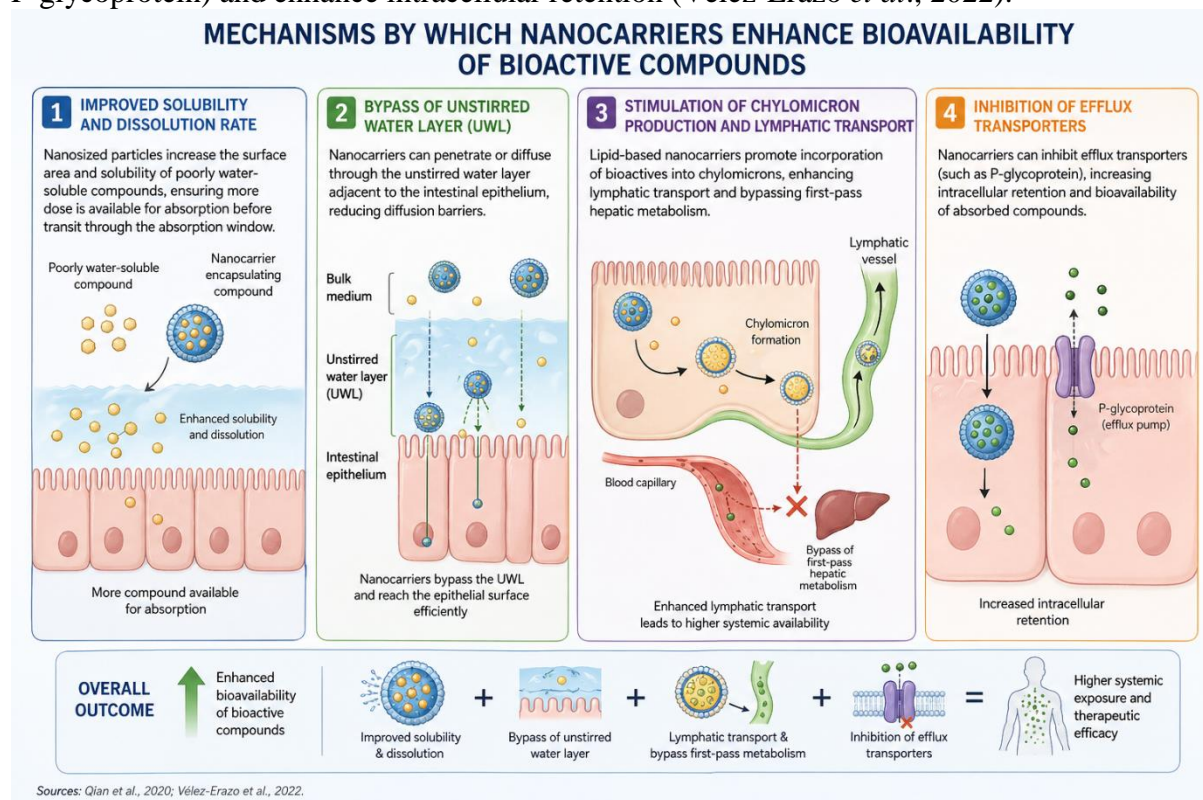 P-glycoprotein) and enhance intracellular retention (Vélez-Erazo et al., 2022).
MECHANISMS BY WHICH NANOCARRIERS ENHANCE BIOAVAILABILITY
OF BIOACTIVE COMPOUNDS
1 IMPROVED SOLUBILITY
AND DISSOLUTION RATE
Nanosized particles increase the surface
area and solubility of poorly water-
soluble compounds, ensuring more
dose is available for absorption before
transit through the absorption window.
Poorly water-soluble
compound
Nanocarrier
encapsulating
compound
Enhanced solubility
and dissolution
More compound available
for absorption
2 BYPASS OF UNSTIRRED
WATER LAYER (UWL)
Nanocarriers can penetrate or diffuse
through the unstirred water layer
adjacent to the intestinal epithelium,
reducing diffusion barriers.
Bulk
medium
Unstirred
water layer
(UWL)
Intestinal
epithelium
Nanocarriers bypass the UWL
and reach the epithelial surface
efficiently
3 STIMULATION OF CHYLOMICRON
PRODUCTION AND LYMPHATIC TRANSPORT
Lipid-based nanocarriers promote incorporation
of bioactives into chylomicrons, enhancing
lymphatic transport and bypassing first-pass
hepatic metabolism.
Lymphatic
vessel
Chylomicron
formation
Blood capillary
Bypass of
first-pass
hepatic
metabolism
Enhanced lymphatic transport
leads to higher systemic availability
4 INHIBITION OF EFFLUX
TRANSPORTERS
Nanocarriers can inhibit efflux transporters
(such as P-glycoprotein), increasing
intracellular retention and bioavailability
of absorbed compounds.
P-glycoprotein
(efflux pump)
Increased intracellular
retention
OVERALL
OUTCOME
Enhanced
bioavailability
of bioactive
compounds
Improved solubility
& dissolution
+
Bypass of unstirred
water layer
+
Lymphatic transport &
bypass first-pass metabolism
+
Inhibition of efflux
transporters
=
Higher systemic
exposure and
therapeutic
efficacy
Sources: Qian et al., 2020; Vélez-Erazo et al., 2022.